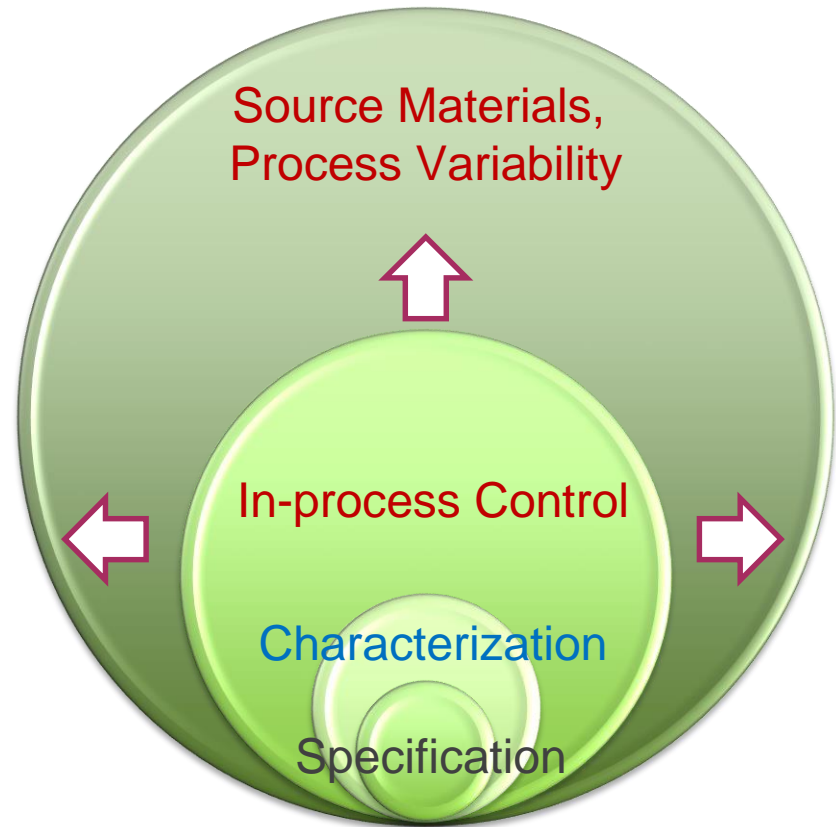 Source Materials,
Process Variability
In-process Control
Characterization
Specification